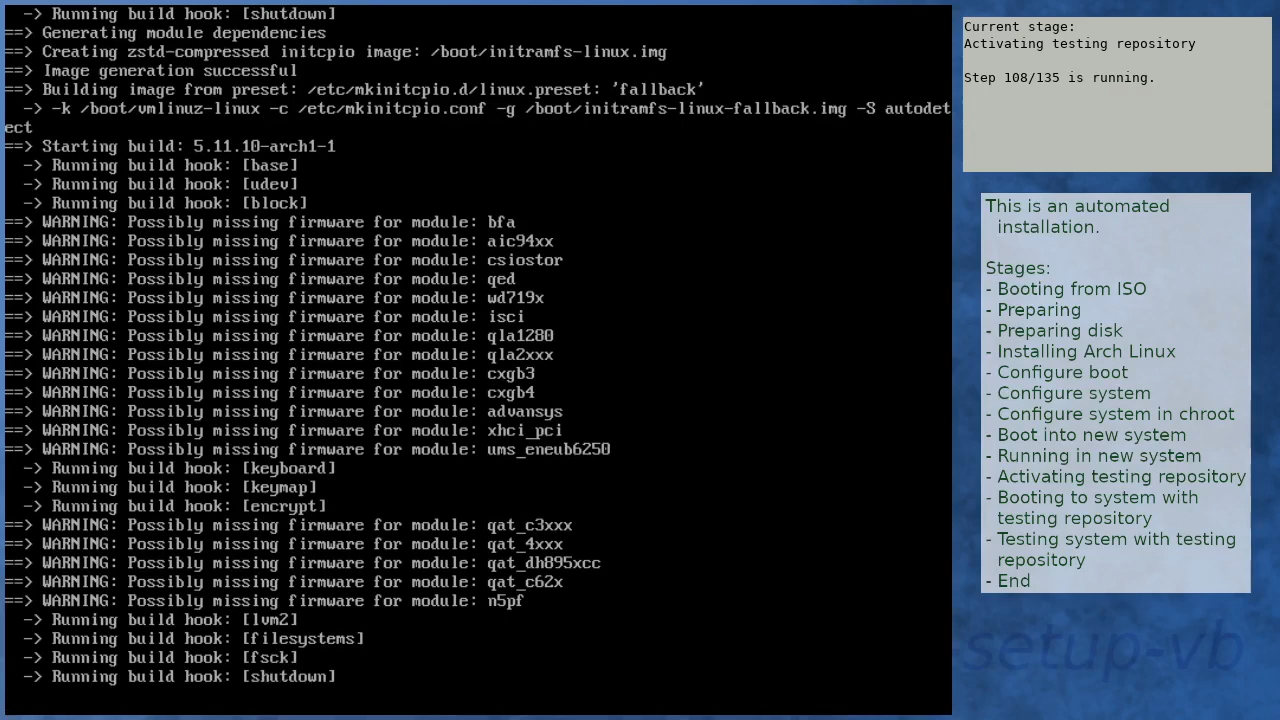 -> Running build hook: [shutdown]
==> Generating module dependencies
==> Creating zstd-compressed initcpio image: /boot/initramfs-linux.img
==> Image generation successful
==> Building image from preset: /etc/mkinitcpio.d/linux.preset: 'fallback'
  -> -k /boot/vmlinuz-linux -c /etc/mkinitcpio.conf -g /boot/initramfs-linux-fallback.img -S autodet
ect
==> Starting build: 5.11.10-arch1-1
  -> Running build hook: [base]
  -> Running build hook: [udev]
  -> Running build hook: [block]
==> WARNING: Possibly missing firmware for module: bfa
==> WARNING: Possibly missing firmware for module: aic94xx
==> WARNING: Possibly missing firmware for module: csiostor
==> WARNING: Possibly missing firmware for module: qed
==> WARNING: Possibly missing firmware for module: wd719x
==> WARNING: Possibly missing firmware for module: isci
==> WARNING: Possibly missing firmware for module: qla1280
==> WARNING: Possibly missing firmware for module: qla2xxx
==> WARNING: Possibly missing firmware for module: cxgb3
==> WARNING: Possibly missing firmware for module: cxgb4
==> WARNING: Possibly missing firmware for module: advansys
==> WARNING: Possibly missing firmware for module: xhci_pci
==> WARNING: Possibly missing firmware for module: ums_eneub6250
  -> Running build hook: [keyboard]
  -> Running build hook: [keymap]
  -> Running build hook: [encrypt]
==> WARNING: Possibly missing firmware for module: qat_c3xxx
==> WARNING: Possibly missing firmware for module: qat_4xxx
==> WARNING: Possibly missing firmware for module: qat_dh895xcc
==> WARNING: Possibly missing firmware for module: qat_c62x
==> WARNING: Possibly missing firmware for module: n5pf
  -> Running build hook: [lvm2]
  -> Running build hook: [filesystems]
  -> Running build hook: [fsck]
  -> Running build hook: [shutdown]
Current stage:
Activating testing repository
Step 108/135 is running.
This is an automated
installation.
Stages:
- Booting from ISO
- Preparing
- Preparing disk
- Installing Arch Linux
- Configure boot
- Configure system
- Configure system in chroot
- Boot into new system
- Running in new system
- Activating testing repository
- Booting to system with
testing repository
- Testing system with testing
repository
- End
setup-vb